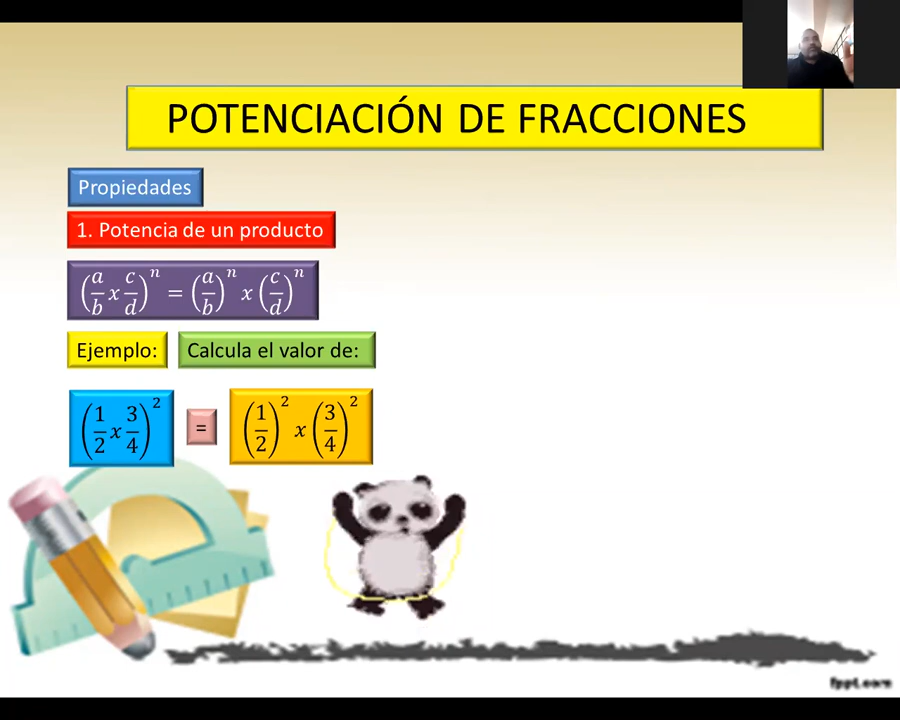 POTENCIACIÓN DE FRACCIONES
Propiedades
1. Potencia de un producto
(a/b x c/d)^n = (a/b)^n x (c/d)^n
Ejemplo: Calcula el valor de:
(1/2 x 3/4)^2 = (1/2)^2 x (3/4)^2
fppt.com